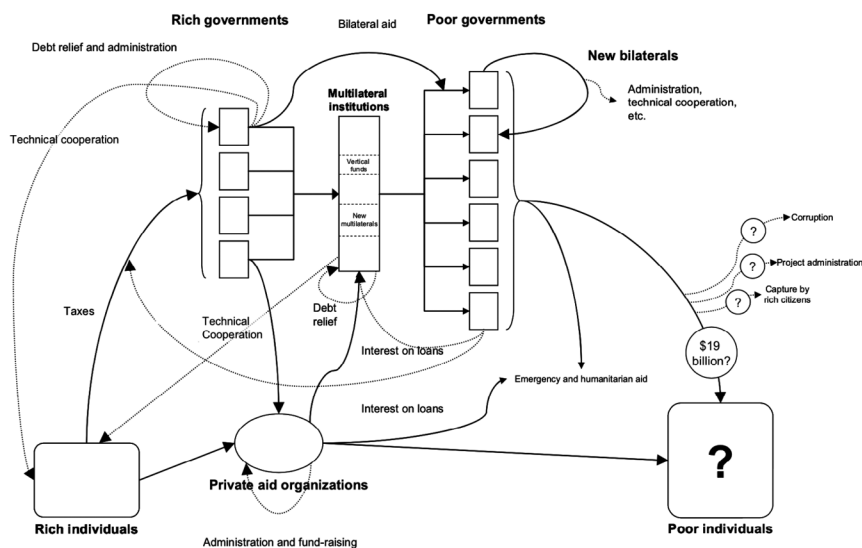 Rich governments
Poor governments
Bilateral aid
Debt relief and administration
New bilaterals
Multilateral
institutions
Administration,
technical cooperation,
etc.
Technical cooperation
Vertical
funds
New
multilaterals
Corruption
?
Project administration
?
Capture by
rich citizens
?
Taxes
Technical
Cooperation
Debt
relief
Interest on loans
$19
billion?
Emergency and humanitarian aid
Interest on loans
?
Private aid organizations
Rich individuals
Poor individuals
Administration and fund-raising